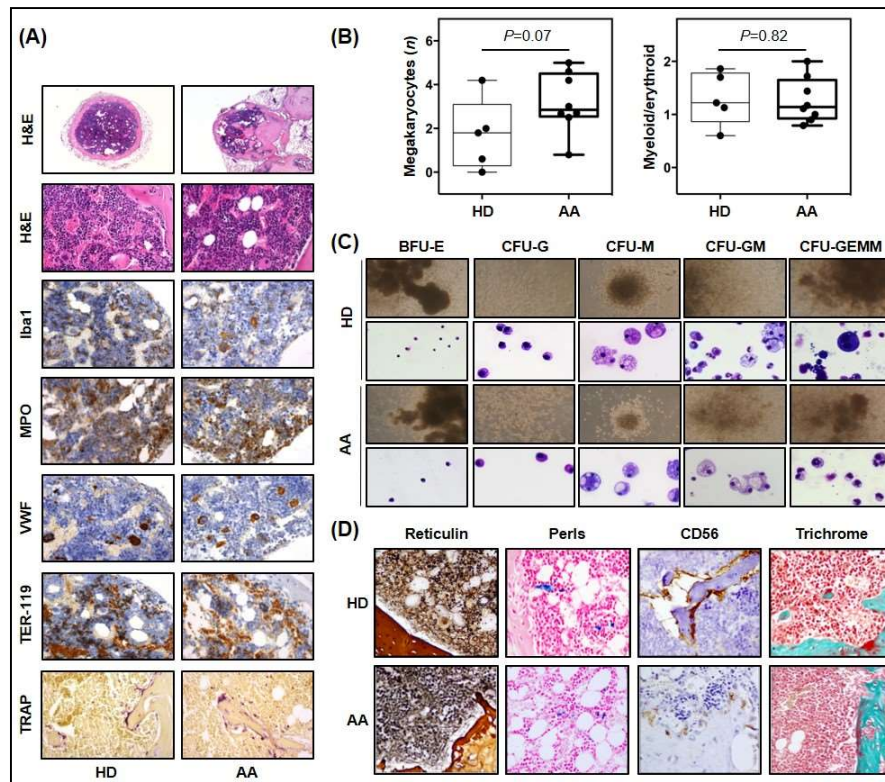 (A)
H&E
H&E
Iba1
MPO
VWF
TER-119
TRAP
HD AA
(B)
P=0.07
Megakaryocytes (n)
6
4
2
0
HD AA
P=0.82
Myeloid/erythroid
2
1
0
HD AA
(C)
BFU-E CFU-G CFU-M CFU-GM CFU-GEMM
HD
AA
(D)
Reticulin Perls CD56 Trichrome
HD
AA